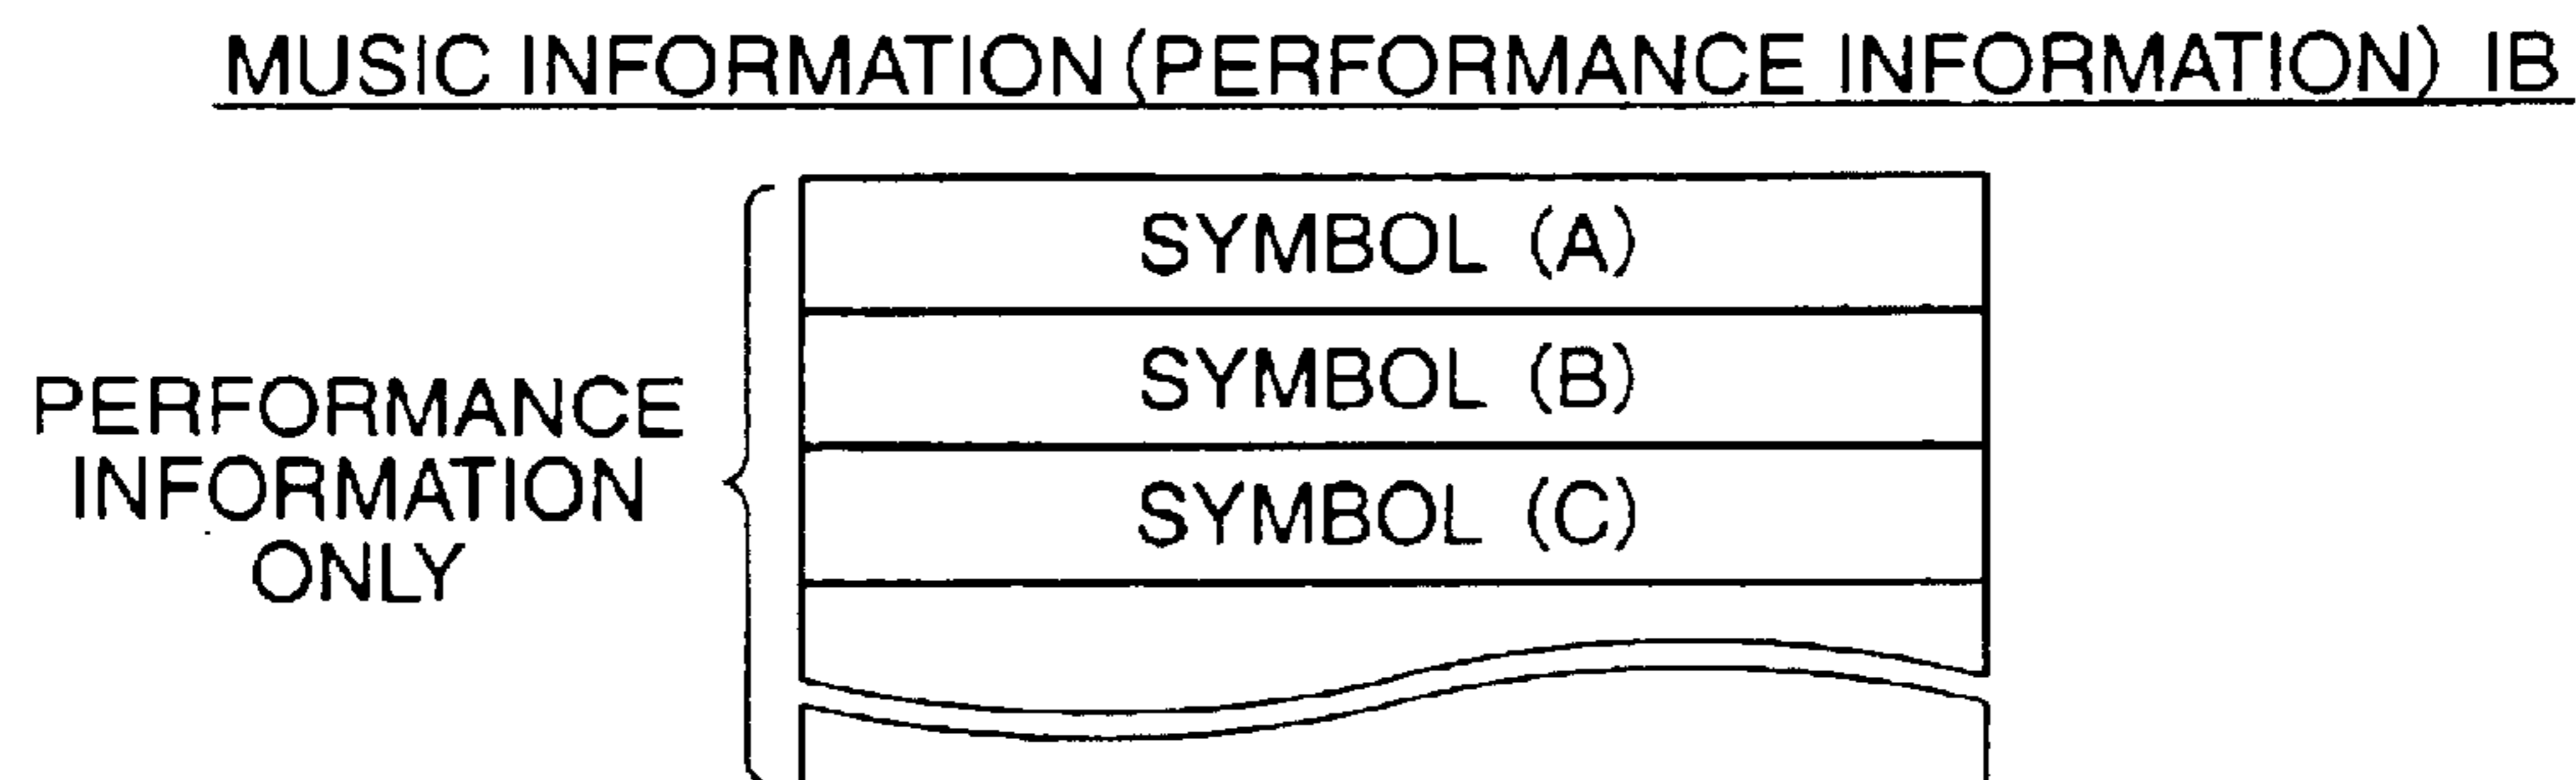 MUSIC INFORMATION (PERFORMANCE INFORMATION) IB
SYMBOL (A)
SYMBOL (B)
SYMBOL (C)
PERFORMANCE
INFORMATION
ONLY